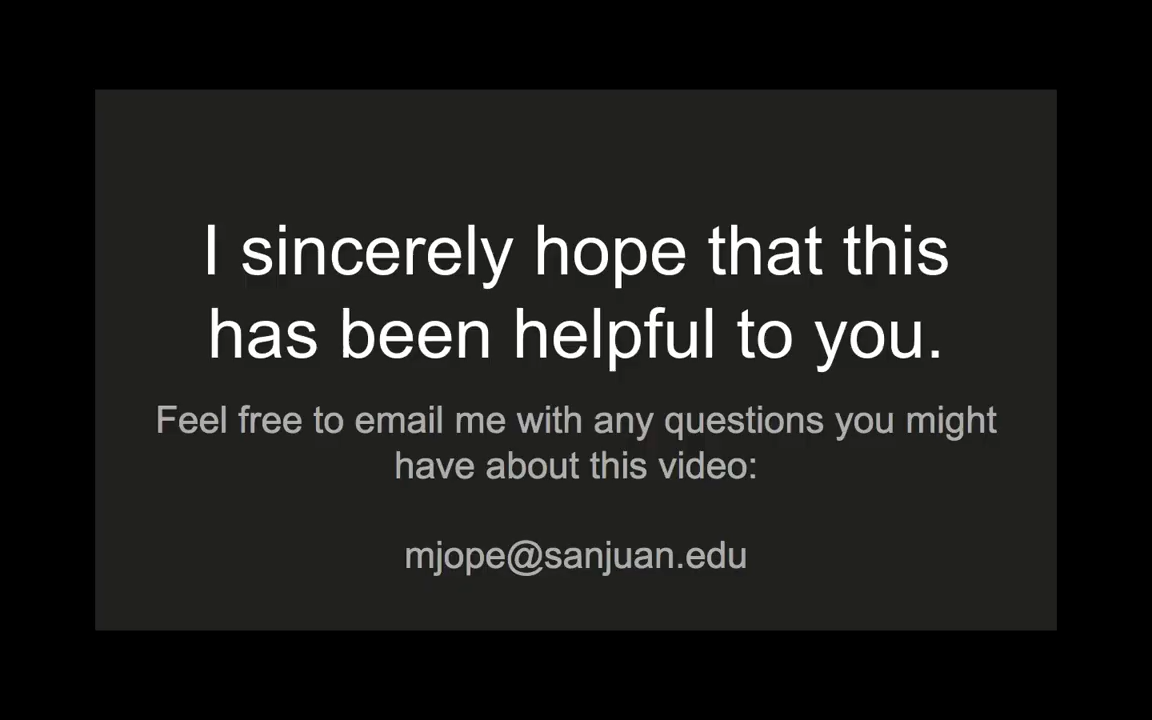 I sincerely hope that this
has been helpful to you.
Feel free to email me with any questions you might
have about this video:
mjope@sanjuan.edu